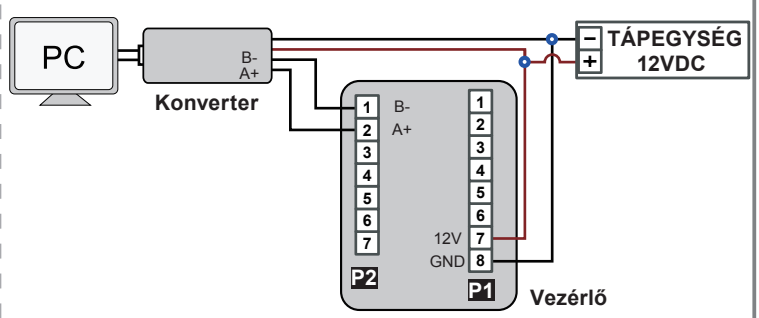 PC
B-
A+
Konverter
− TÁPEGYSÉG
+ 12VDC
1 B-
2 A+
3
4
5
6
7
P2
1
2
3
4
5
6
12V 7
GND 8
P1
Vezérlő